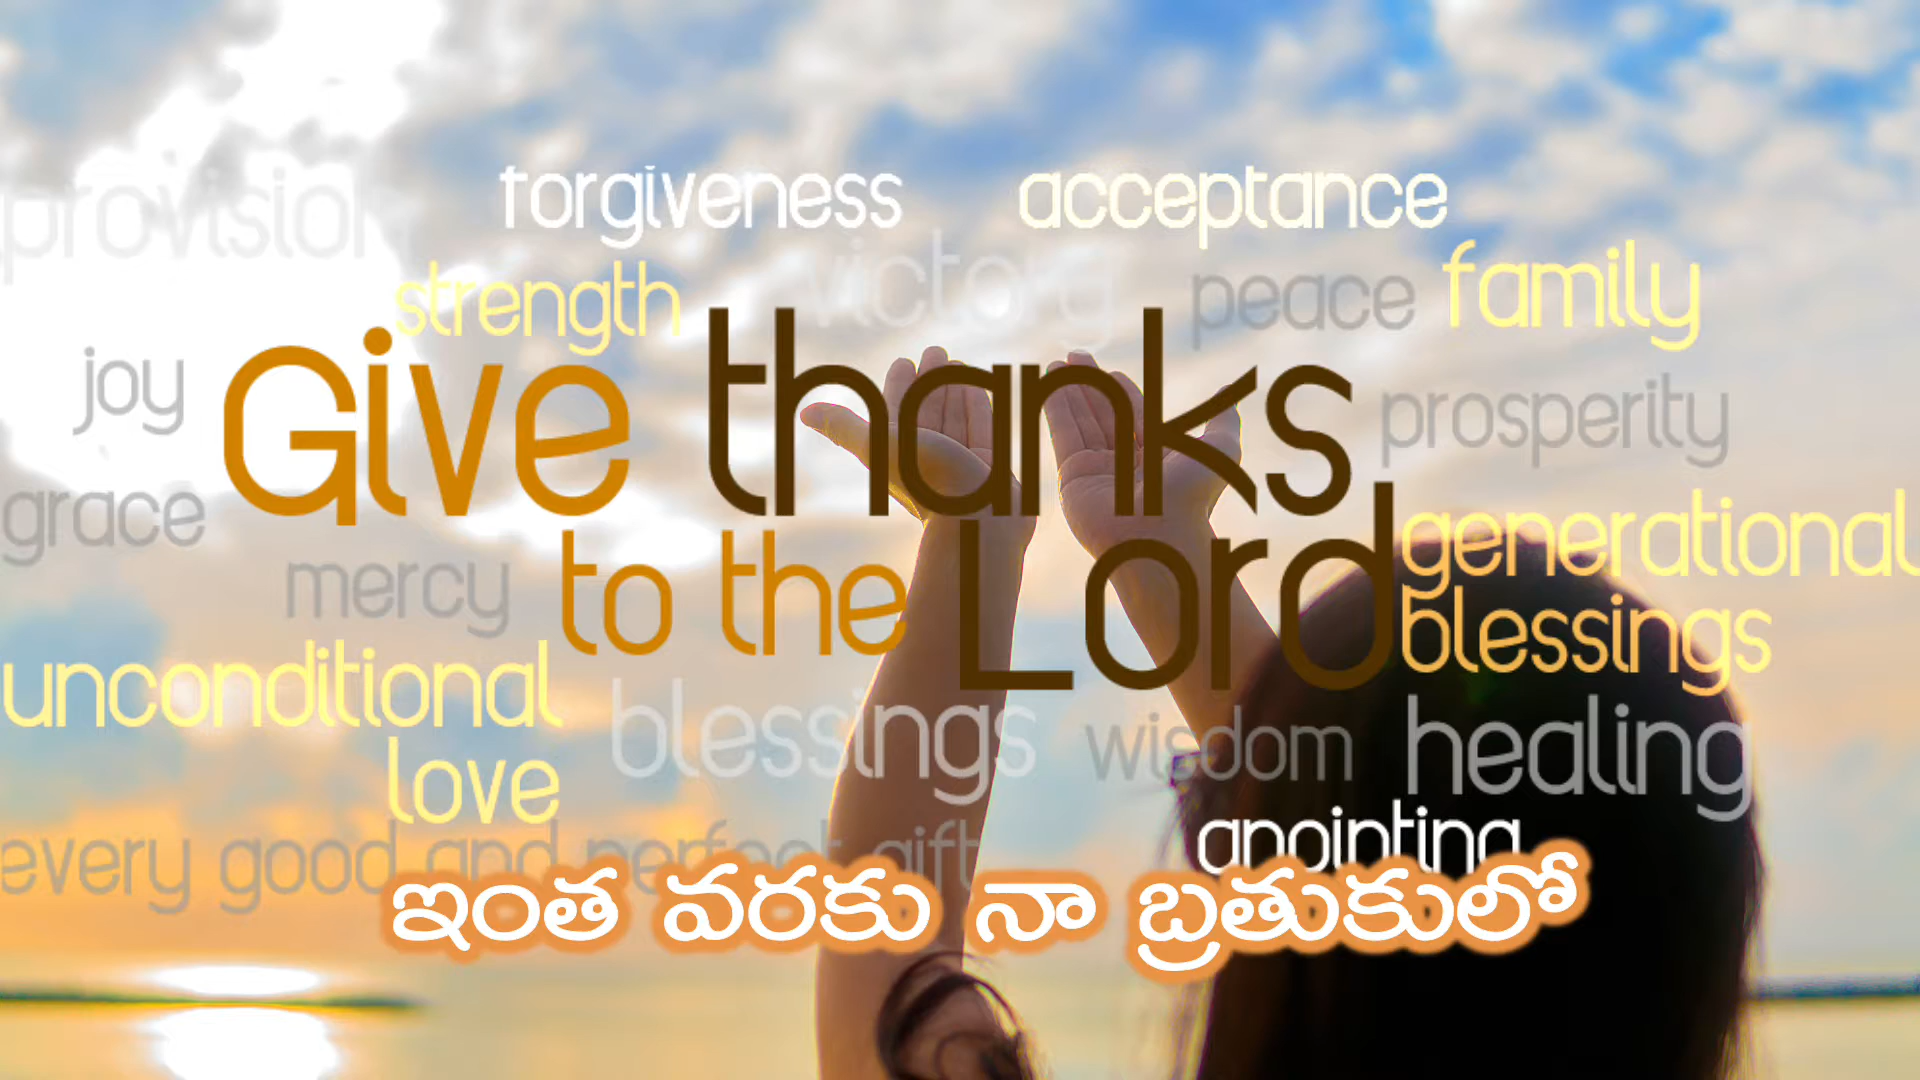 provision forgiveness acceptance
strength victory peace family
joy Give thanks prosperity
grace mercy to the Lord generational
blessings
unconditional
love blessings wisdom healing
anointing
every good and perfect gift
ఇంత వరకు నా బ్రతుకులో